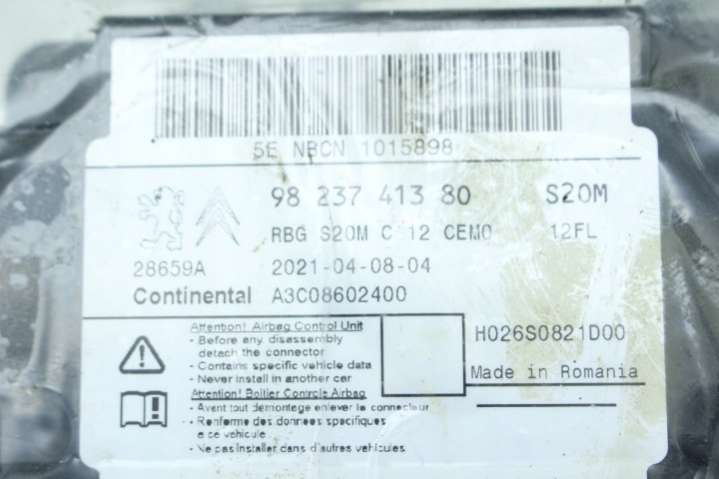 5E NBCN 1015898
98 237 413 80 S20M
RBG S20M C 12 CEM0 12FL
28659A 2021-04-08-04
Continental A3C08602400
Attention! Airbag Control Unit
- Before any disassembly
detach the connector
- Contains specific vehicle data
- Never install in another car
Attention! Boitier Controle Airbag
- Avant tout démontage enlever le connecteur
- Renferme des données spécifiques
a ce véhicule
- Ne pas installer dans d'autres véhicules
H026S0821D00
Made in Romania